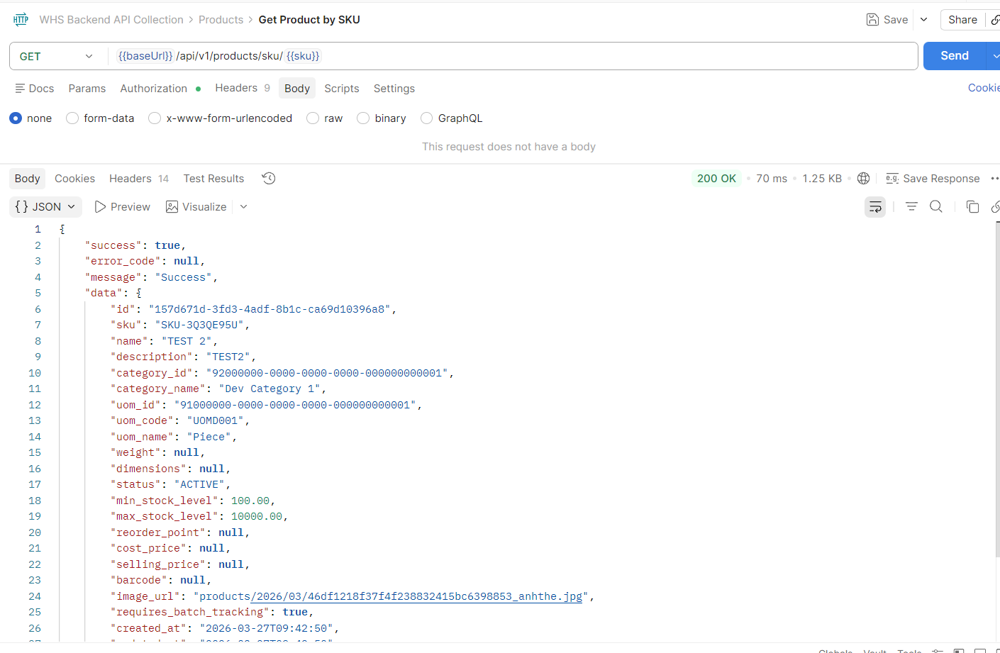 HTTP WHS Backend API Collection > Products > Get Product by SKU Save Share
GET {{baseUrl}} /api/v1/products/sku/ {{sku}} Send
Docs Params Authorization Headers 9 Body Scripts Settings Cookie
none form-data x-www-form-urlencoded raw binary GraphQL
This request does not have a body
Body Cookies Headers 14 Test Results 200 OK • 70 ms • 1.25 KB • e.g. Save Response
{ } JSON Preview Visualize
1 {
2 "success": true,
3 "error_code": null,
4 "message": "Success",
5 "data": {
6 "id": "157d671d-3fd3-4adf-8b1c-ca69d10396a8",
7 "sku": "SKU-3Q3QE95U",
8 "name": "TEST 2",
9 "description": "TEST2",
10 "category_id": "92000000-0000-0000-0000-000000000001",
11 "category_name": "Dev Category 1",
12 "uom_id": "91000000-0000-0000-0000-000000000001",
13 "uom_code": "UOMD001",
14 "uom_name": "Piece",
15 "weight": null,
16 "dimensions": null,
17 "status": "ACTIVE",
18 "min_stock_level": 100.00,
19 "max_stock_level": 10000.00,
20 "reorder_point": null,
21 "cost_price": null,
22 "selling_price": null,
23 "barcode": null,
24 "image_url": "products/2026/03/46df1218f37f4f238832415bc6398853_anhthe.jpg",
25 "requires_batch_tracking": true,
26 "created_at": "2026-03-27T09:42:50",
Globals Vault Tools